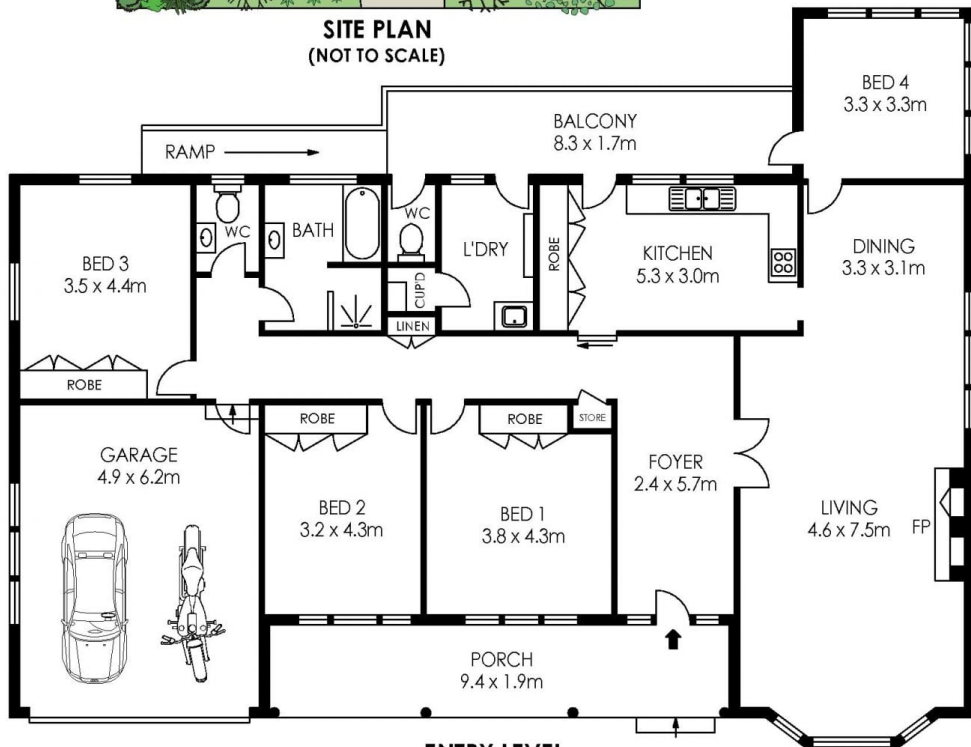 SITE PLAN
(NOT TO SCALE)
BED 4
3.3 x 3.3m
BALCONY
8.3 x 1.7m
RAMP
WC
BATH
WC
L'DRY
ROBE
KITCHEN
5.3 x 3.0m
DINING
3.3 x 3.1m
BED 3
3.5 x 4.4m
CUP'D
LINEN
ROBE
ROBE
ROBE
STORE
GARAGE
4.9 x 6.2m
FOYER
2.4 x 5.7m
BED 2
3.2 x 4.3m
BED 1
3.8 x 4.3m
LIVING
4.6 x 7.5m
FP
PORCH
9.4 x 1.9m
ENTRY LEVEL